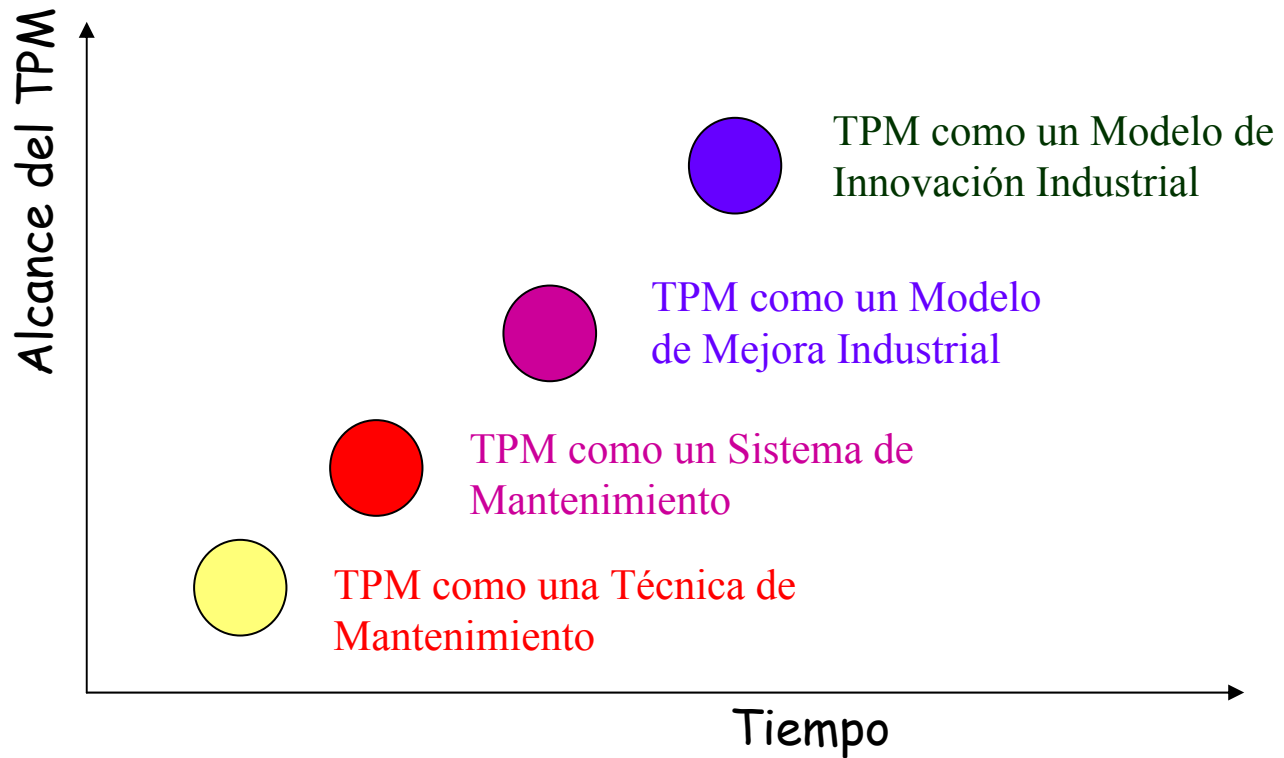 Alcance del TPM
TPM como un Modelo de
Innovación Industrial
TPM como un Modelo
de Mejora Industrial
TPM como un Sistema de
Mantenimiento
TPM como una Técnica de
Mantenimiento
Tiempo